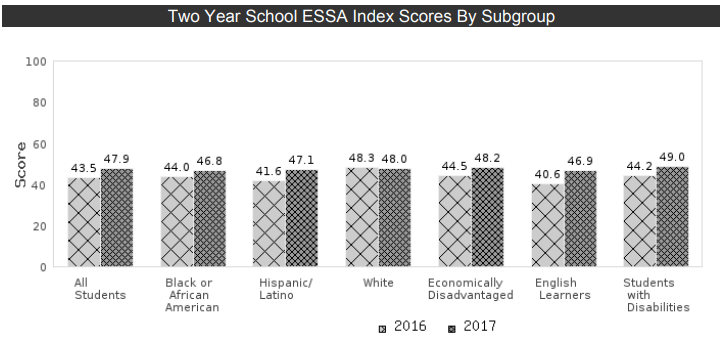 Two Year School ESSA Index Scores By Subgroup
100
80
60
40
20
0
Score
43.5 47.9 44.0 46.8 41.6 47.1 48.3 48.0 44.5 48.2 40.6 46.9 44.2 49.0
All
Students
Black or
African
American
Hispanic/
Latino
White
Economically
Disadvantaged
English
Learners
Students
with
Disabilities
2016 2017